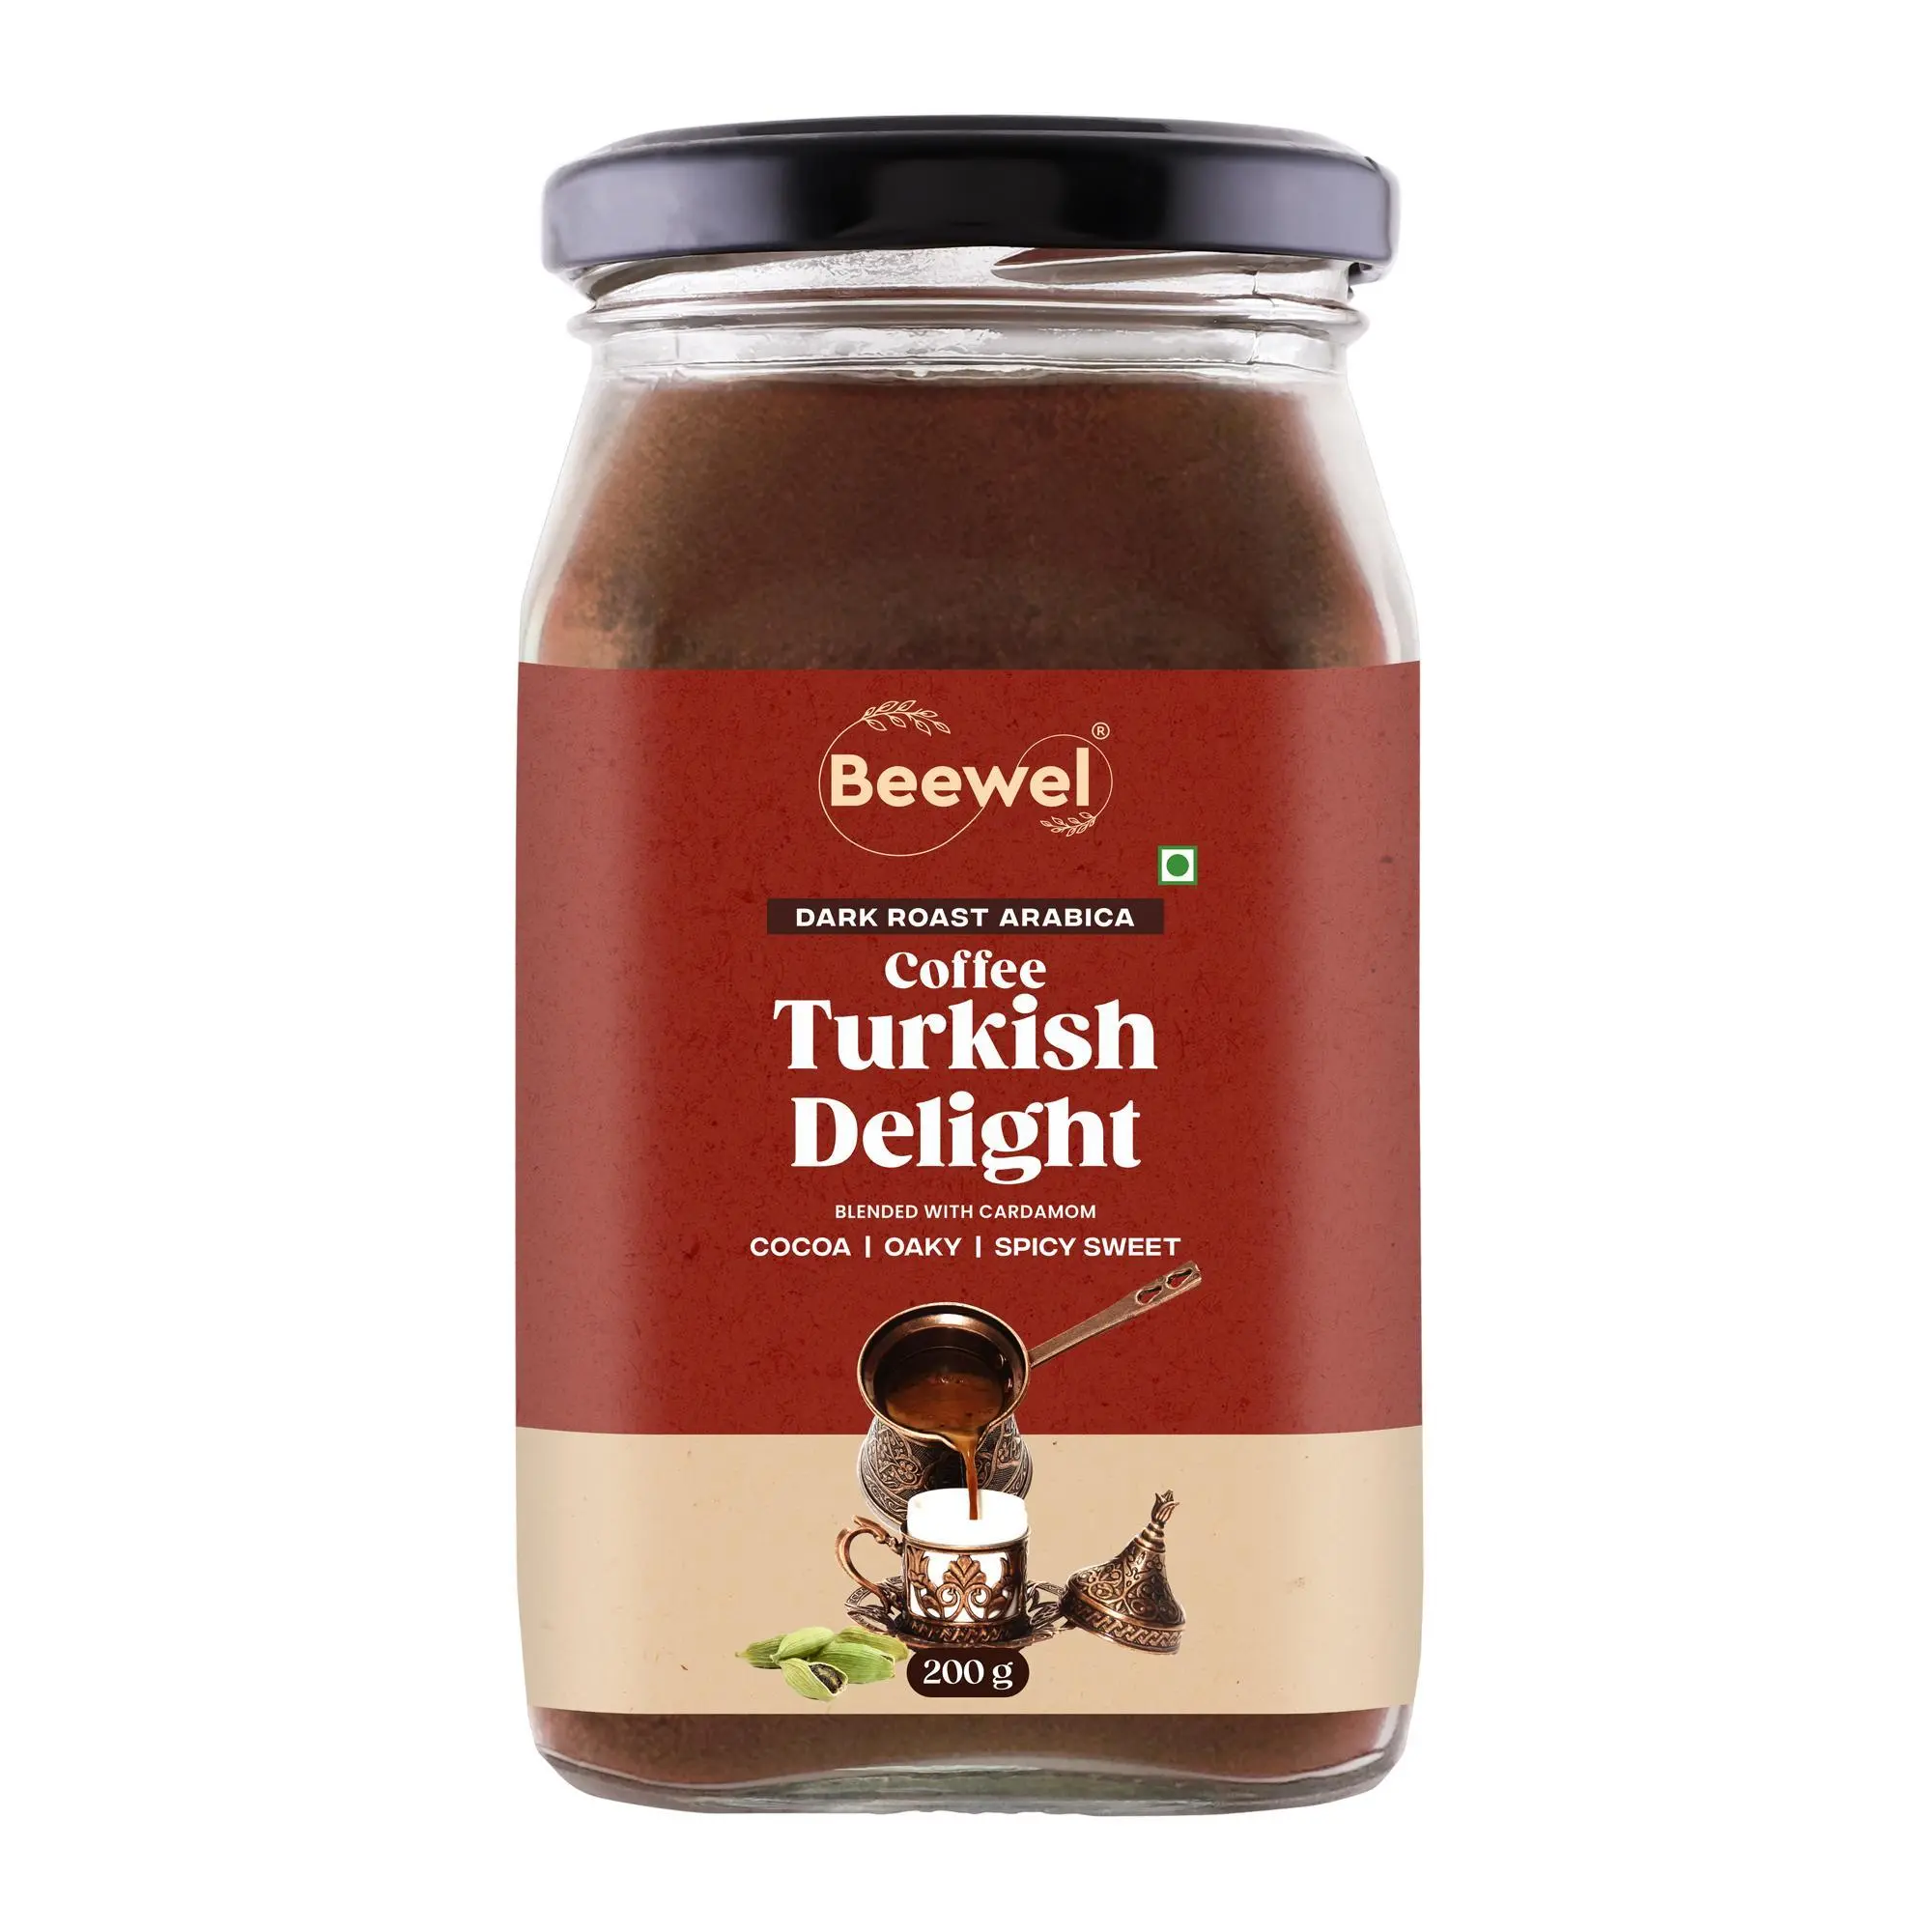 Beewel®
DARK ROAST ARABICA
Coffee
Turkish
Delight
BLENDED WITH CARDAMOM
COCOA | OAKY | SPICY SWEET
200 g